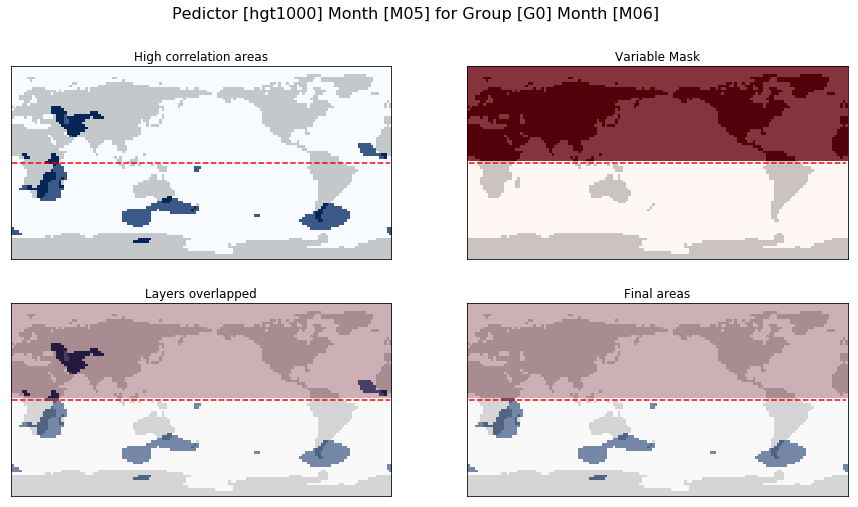 Pedictor [hgt1000] Month [M05] for Group [G0] Month [M06]
High correlation areas
Variable Mask
Layers overlapped
Final areas